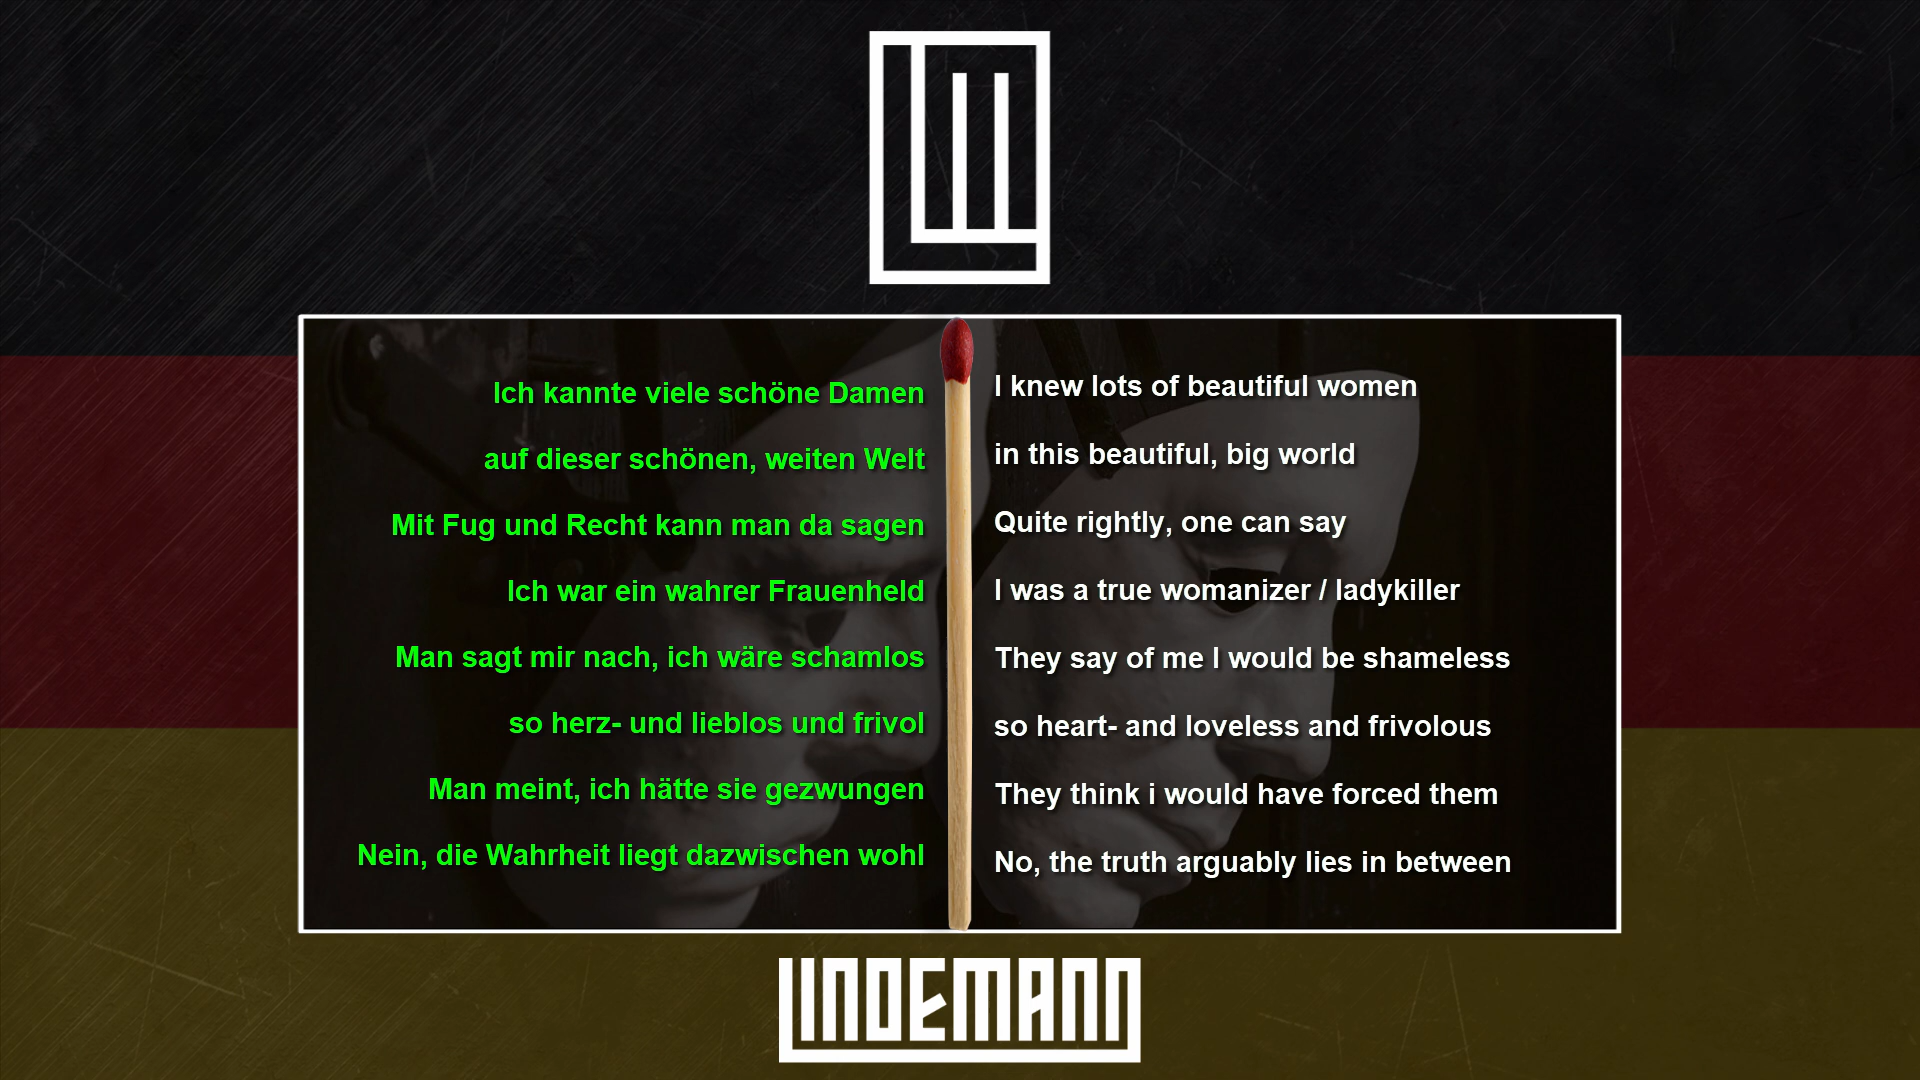 Ich kannte viele schöne Damen
auf dieser schönen, weiten Welt
Mit Fug und Recht kann man da sagen
Ich war ein wahrer Frauenheld
Man sagt mir nach, ich wäre schamlos
so herz- und lieblos und frivol
Man meint, ich hätte sie gezwungen
Nein, die Wahrheit liegt dazwischen wohl
I knew lots of beautiful women
in this beautiful, big world
Quite rightly, one can say
I was a true womanizer / ladykiller
They say of me I would be shameless
so heart- and loveless and frivolous
They think i would have forced them
No, the truth arguably lies in between
LINDEMANN